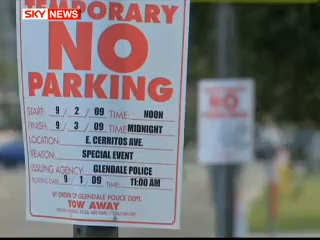 sky NEWS
TEMPORARY
NO
PARKING
START: 9 / 2 / 09 TIME: NOON
FINISH: 9 / 3 / 09 TIME: MIDNIGHT
LOCATION: E. CERRITOS AVE.
REASON: SPECIAL EVENT
ISSUING AGENCY: GLENDALE POLICE
POSTING DATE: 9 / 1 / 09 TIME: 11:00 AM
BY ORDER OF GLENDALE POLICE DEPT.
TOW AWAY
NO